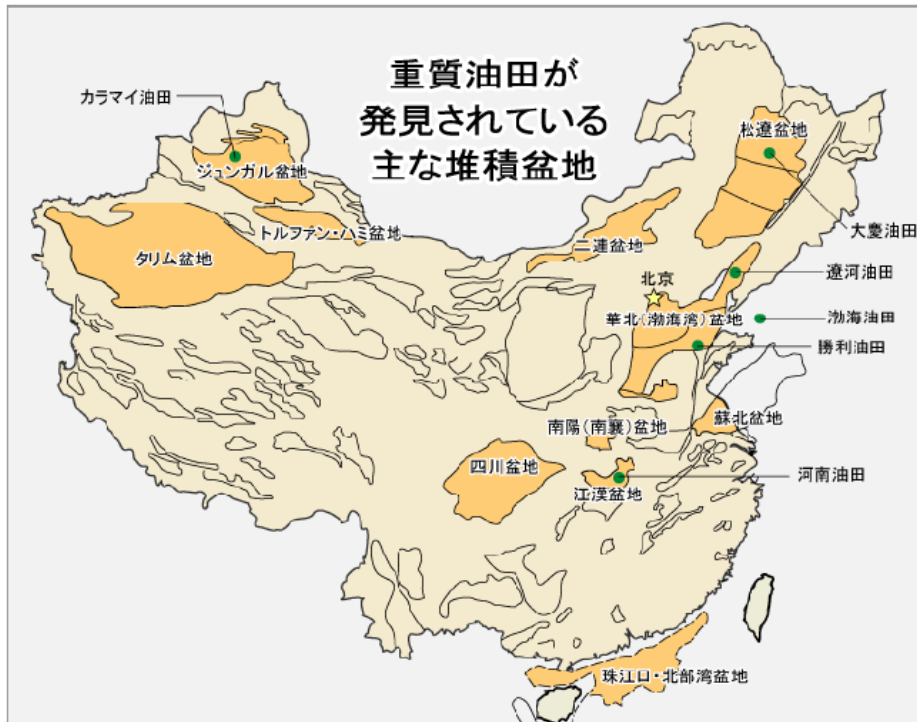 重質油田が
発見されている
主な堆積盆地
カラマイ油田
ジュンガル盆地
松遼盆地
トルファン・ハミ盆地
大慶油田
タリム盆地
二連盆地
遼河油田
北京
華北(渤海湾)盆地
渤海油田
勝利油田
南陽(南襄)盆地
蘇北盆地
四川盆地
河南油田
江漢盆地
珠江口・北部湾盆地